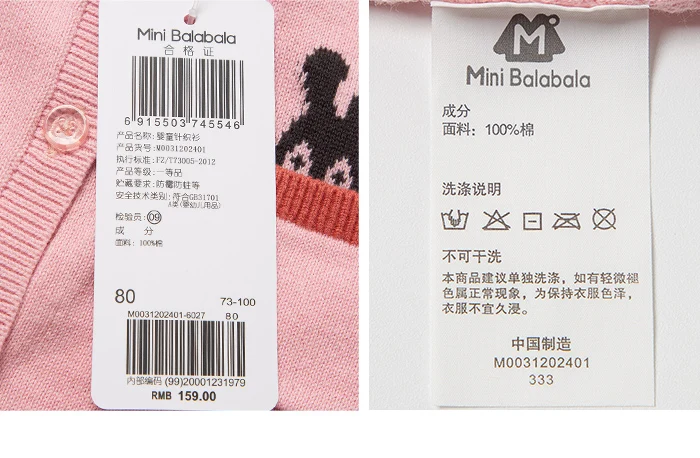 Mini Balabala
合格证
6 915503 745546
产品名称: 婴童针织衫
产品货号: M0031202401
执行标准: FZ/T73005-2012
产品等级: 一等品
贮藏要求: 防霉防蛀等
安全技术类别: 符合GB31701
A类(婴幼儿用品)
检验员: 09
成 分
面料: 100%棉
80 73-100
M0031202401-6027 80
内部编码 (99)20001231979
RMB 159.00
M
Mini Balabala
成分
面料: 100%棉
洗涤说明
不可干洗
本商品建议单独洗涤, 如有轻微褪
色属正常现象, 为保持衣服色泽,
衣服不宜久浸。
中国制造
M0031202401
333